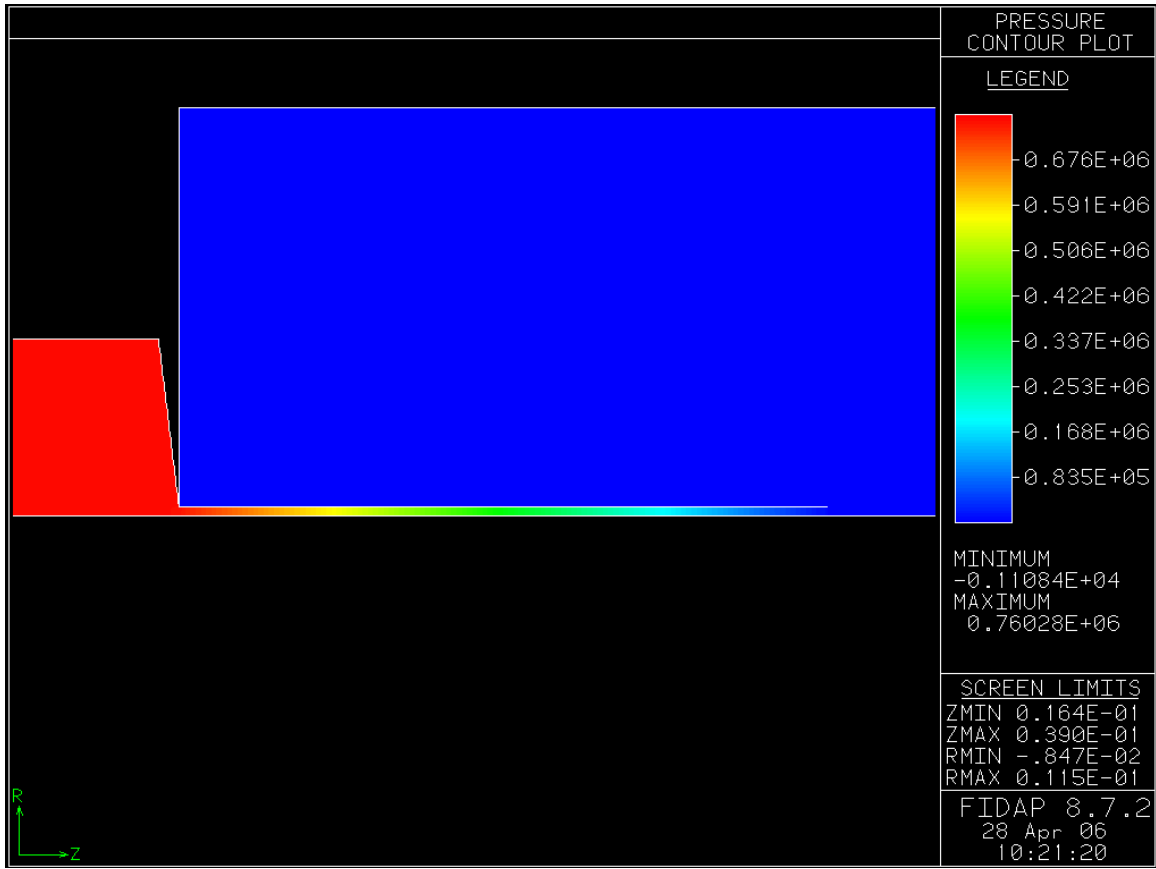 PRESSURE
CONTOUR PLOT
LEGEND
0.676E+06
0.591E+06
0.506E+06
0.422E+06
0.337E+06
0.253E+06
0.168E+06
0.835E+05
MINIMUM
-0.11084E+04
MAXIMUM
0.76028E+06
SCREEN LIMITS
ZMIN 0.164E-01
ZMAX 0.390E-01
RMIN -.847E-02
RMAX 0.115E-01
FIDAP 8.7.2
28 Apr 06
10:21:20
R
Z